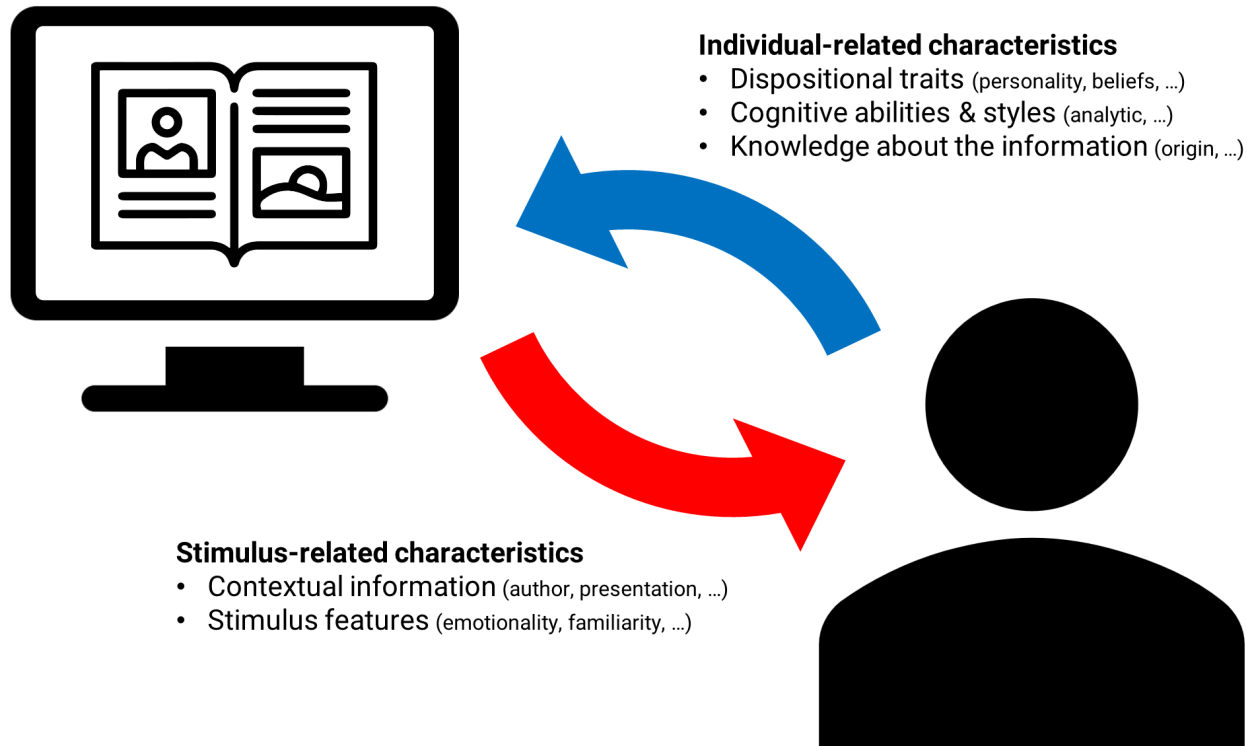 Individual-related characteristics
• Dispositional traits (personality, beliefs, ...)
• Cognitive abilities & styles (analytic, ...)
• Knowledge about the information (origin, ...)
Stimulus-related characteristics
• Contextual information (author, presentation, ...)
• Stimulus features (emotionality, familiarity, ...)